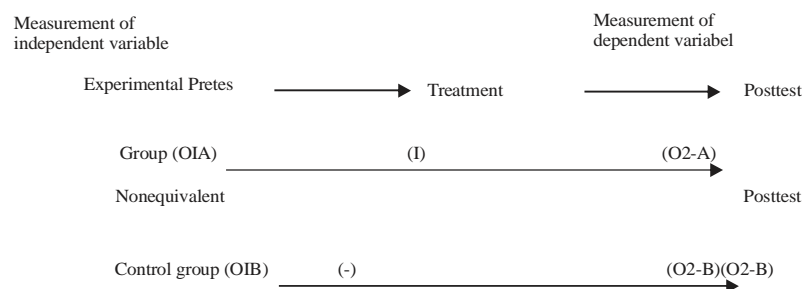 Measurement of
independent variable
Measurement of
dependent variabel
Experimental Pretes
Treatment
Posttest
Group (OIA)
(I)
(O2-A)
Nonequivalent
Posttest
Control group (OIB)
(-)
(O2-B)(O2-B)